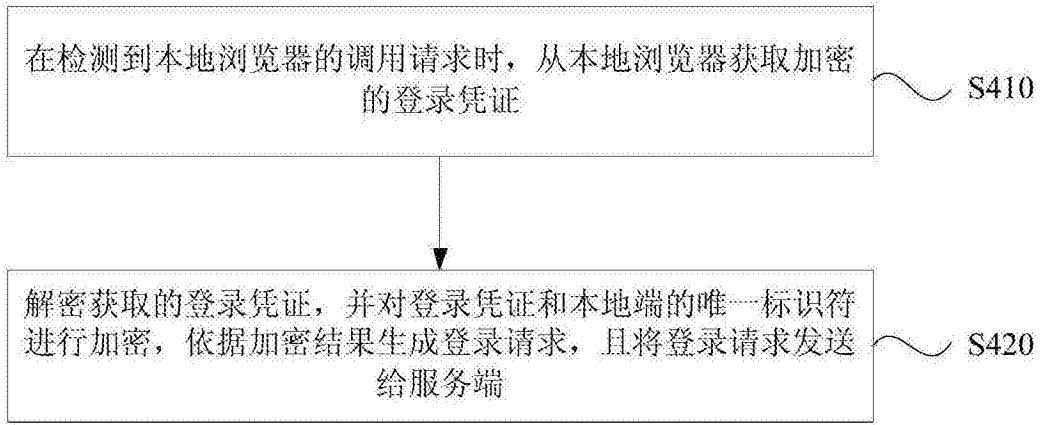 在检测到本地浏览器的调用请求时，从本地浏览器获取加密
的登录凭证
S410
解密获取的登录凭证，并对登录凭证和本地端的唯一标识符
进行加密，依据加密结果生成登录请求，且将登录请求发送
给服务端
S420